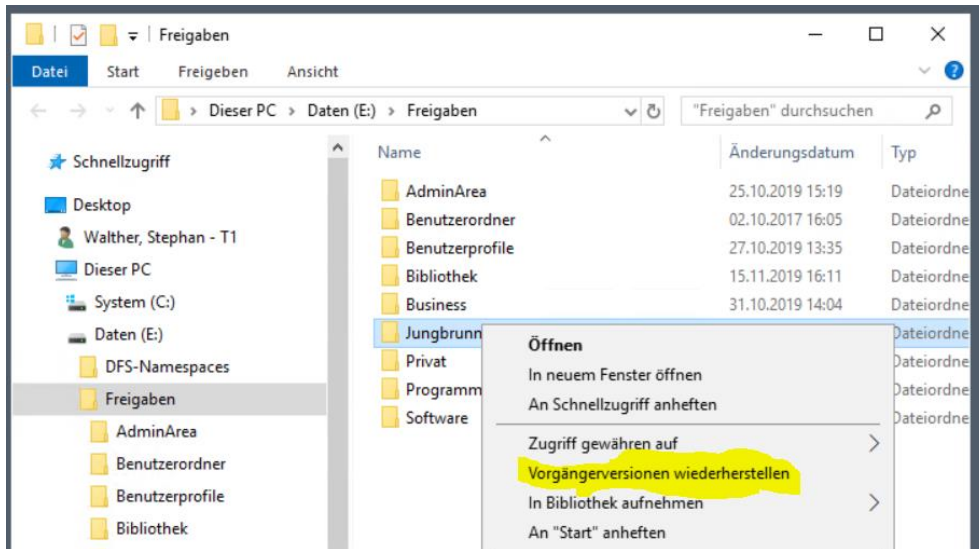 Freigaben
Datei Start Freigeben Ansicht
Dieser PC Daten (E:) Freigaben "Freigaben" durchsuchen
Schnellzugriff
Desktop
Walther, Stephan - T1
Dieser PC
System (C:)
Daten (E:)
DFS-Namespaces
Freigaben
AdminArea
Benutzerordner
Benutzerprofile
Bibliothek
Name Änderungsdatum Typ
AdminArea 25.10.2019 15:19 Dateiordne
Benutzerordner 02.10.2017 16:05 Dateiordne
Benutzerprofile 27.10.2019 13:35 Dateiordne
Bibliothek 15.11.2019 16:11 Dateiordne
Business 31.10.2019 14:04 Dateiordne
Jungbrunn Dateiordne
Privat Dateiordne
Programm Dateiordne
Software Dateiordne
Öffnen
In neuem Fenster öffnen
An Schnellzugriff anheften
Zugriff gewähren auf
Vorgängerversionen wiederherstellen
In Bibliothek aufnehmen
An "Start" anheften